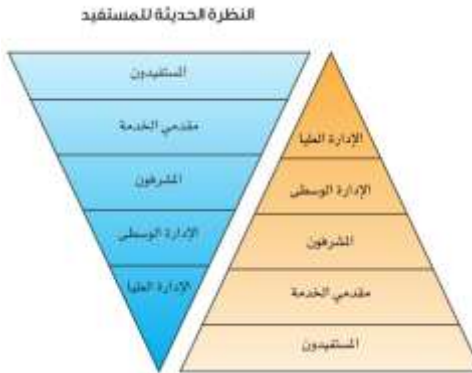 النظرة الحديثة للمستفيد
المستفيدون
مقدمي الخدمة
المشرفون
الإدارة الوسطى
الإدارة العليا
الإدارة العليا
الإدارة الوسطى
المشرفون
مقدمي الخدمة
المستفيدون